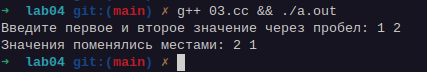 ➜ lab04 git:(main) ✗ g++ 03.cc && ./a.out
Введите первое и второе значение через пробел: 1 2
Значения поменялись местами: 2 1
➜ lab04 git:(main) ✗